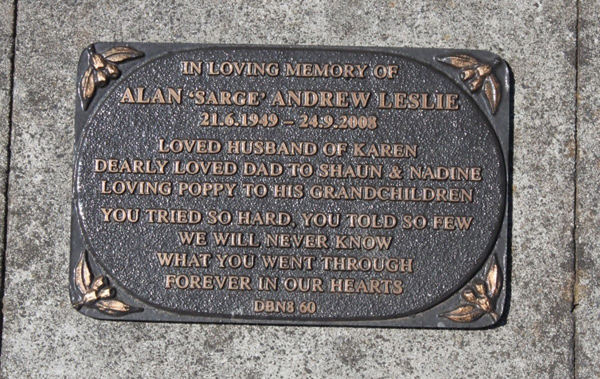 IN LOVING MEMORY OF
ALAN ‘SARGE’ ANDREW LESLIE
21.6.1949 – 24.9.2008
LOVED HUSBAND OF KAREN
DEARLY LOVED DAD TO SHAUN & NADINE
LOVING POPPY TO HIS GRANDCHILDREN
YOU TRIED SO HARD, YOU TOLD SO FEW
WE WILL NEVER KNOW
WHAT YOU WENT THROUGH
FOREVER IN OUR HEARTS
DBN8 60